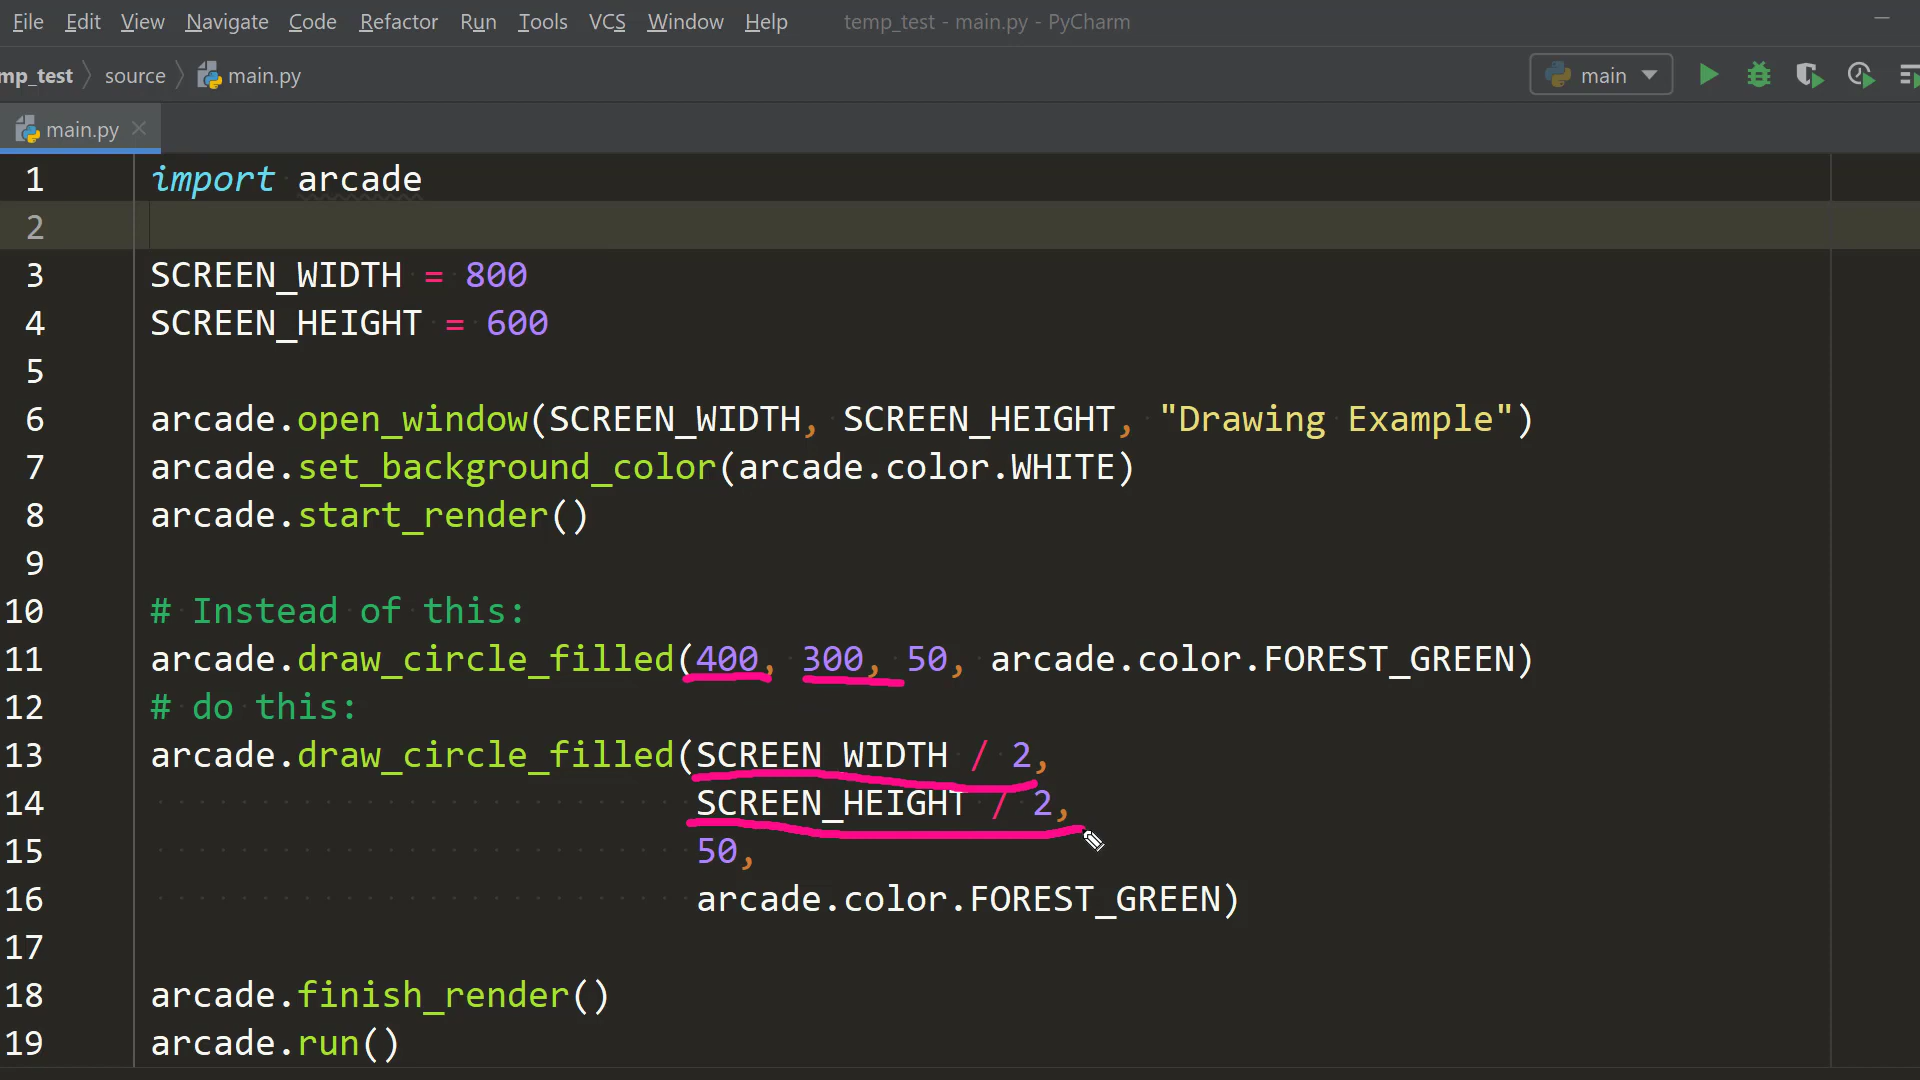 File Edit View Navigate Code Refactor Run Tools VCS Window Help temp_test - main.py - PyCharm
mp_test source main.py main
main.py
1 import arcade
2
3 SCREEN_WIDTH = 800
4 SCREEN_HEIGHT = 600
5
6 arcade.open_window(SCREEN_WIDTH, SCREEN_HEIGHT, "Drawing Example")
7 arcade.set_background_color(arcade.color.WHITE)
8 arcade.start_render()
9
10 # Instead of this:
11 arcade.draw_circle_filled(400, 300, 50, arcade.color.FOREST_GREEN)
12 # do this:
13 arcade.draw_circle_filled(SCREEN_WIDTH / 2,
14 SCREEN_HEIGHT / 2,
15 50,
16 arcade.color.FOREST_GREEN)
17
18 arcade.finish_render()
19 arcade.run()